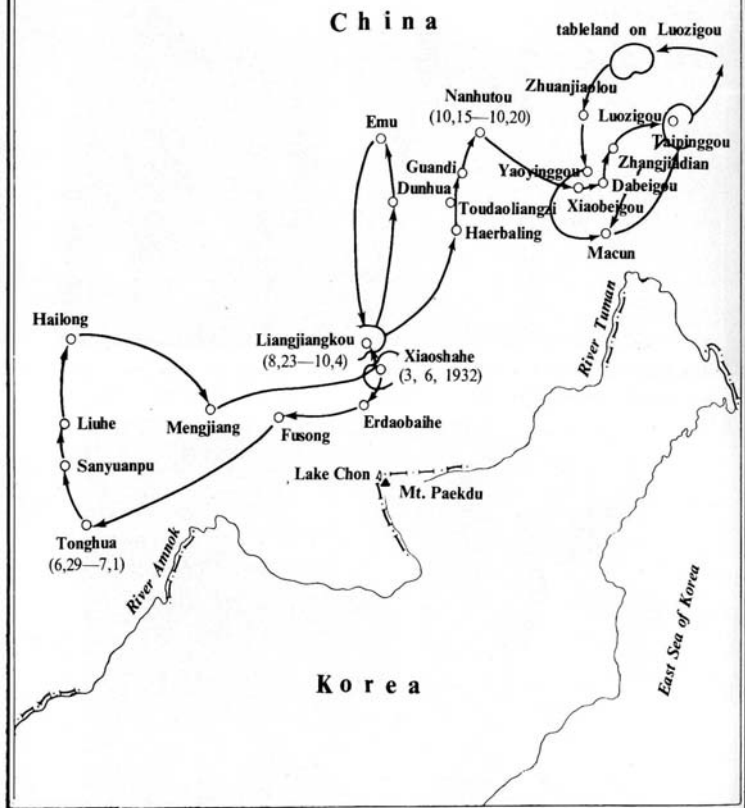 China
tableland on Luozigou
Zhuanjiaolou
Nanhutou
(10,15—10,20)
Luozigou
Emu
Taipinggou
Guandi
Yaoyinggou
Zhangjiadian
Dunhua
Dabeigou
Toudaoliangzi
Xiaobeigou
Haerbaling
Macun
River Tuman
Hailong
Liangjiangkou
(8,23—10,4)
Xiaoshahe
(3, 6, 1932)
Mengjiang
Erdaobaihe
Liuhe
Fusong
Sanyuanpu
Lake Chon
Mt. Paekdu
Tonghua
(6,29—7,1)
River Amnok
East Sea of Korea
Korea